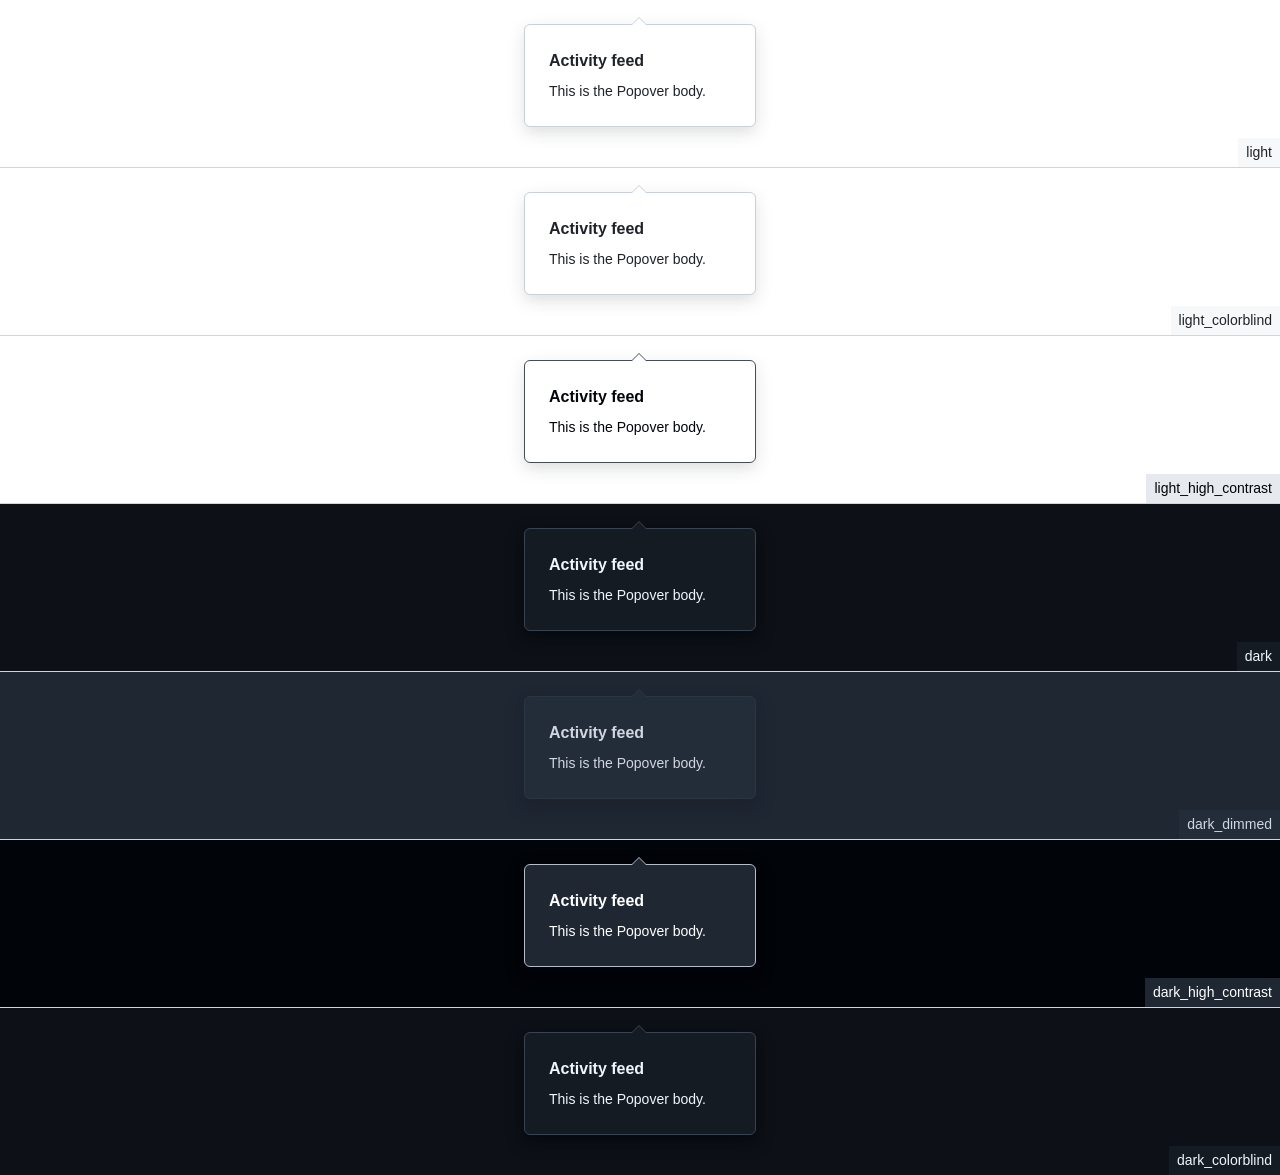 Activity feed
This is the Popover body.
light
Activity feed
This is the Popover body.
light_colorblind
Activity feed
This is the Popover body.
light_high_contrast
Activity feed
This is the Popover body.
dark
Activity feed
This is the Popover body.
dark_dimmed
Activity feed
This is the Popover body.
dark_high_contrast
Activity feed
This is the Popover body.
dark_colorblind